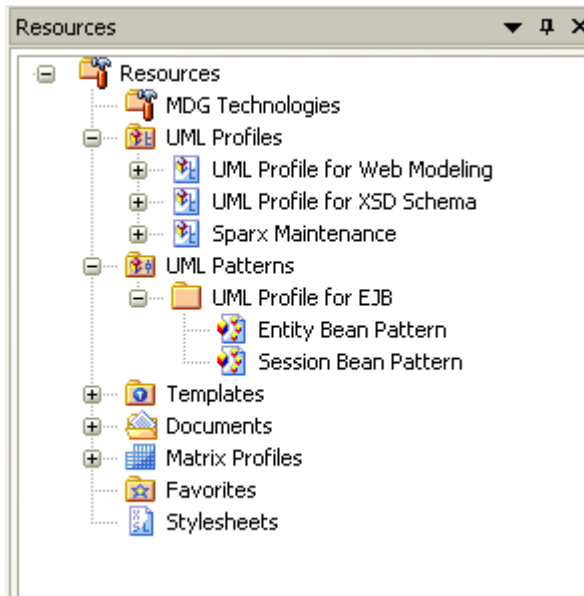 Resources
Resources
MDG Technologies
UML Profiles
UML Profile for Web Modeling
UML Profile for XSD Schema
Sparx Maintenance
UML Patterns
UML Profile for EJB
Entity Bean Pattern
Session Bean Pattern
Templates
Documents
Matrix Profiles
Favorites
Stylesheets